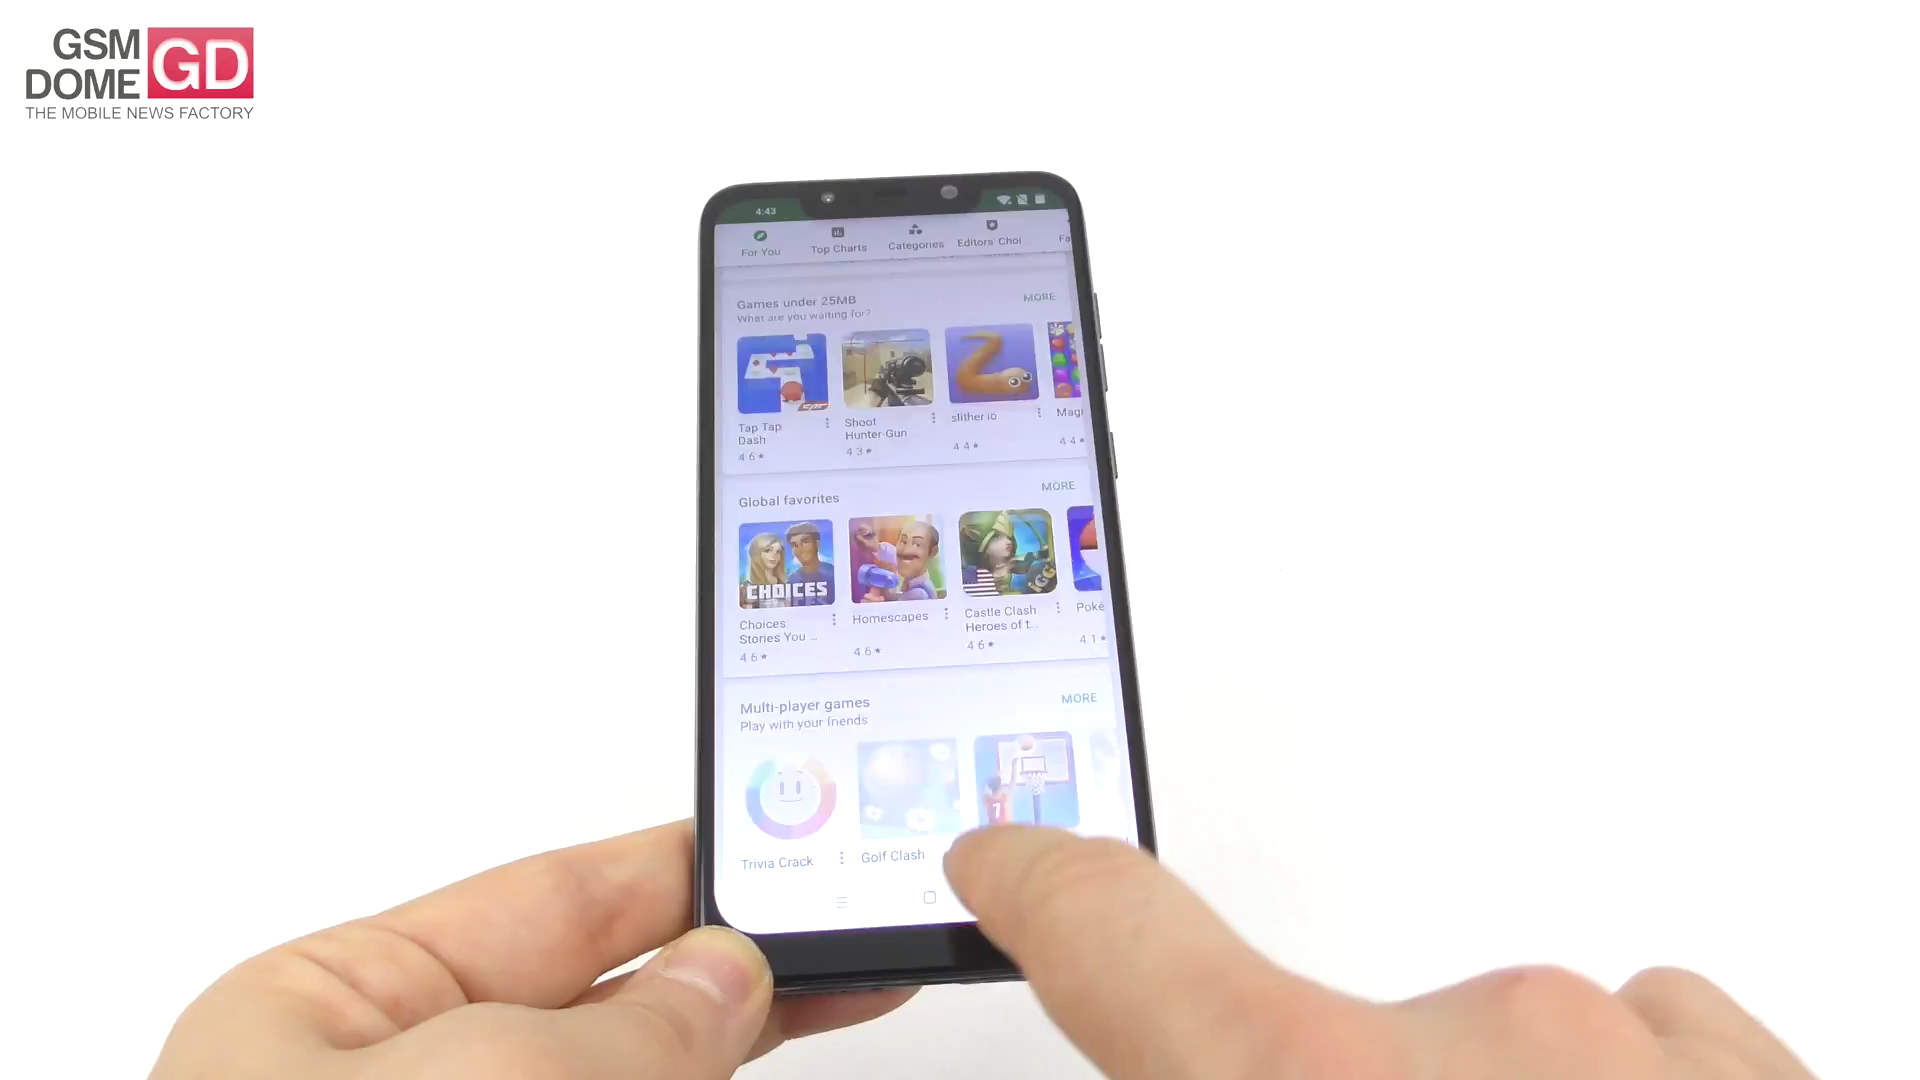 GSM
DOME
GD
THE MOBILE NEWS FACTORY
4:43
For You
Top Charts
Categories
Editors' Choi
Fa
Games under 25MB
MORE
What are you waiting for?
Tap Tap
Dash
4.6★
Shoot
Hunter-Gun
4.3★
slither.io
4.4★
Magi
4.4★
Global favorites
MORE
CHOICES
IGG
Choices
Stories You ...
4.6★
Homescapes
4.6★
Castle Clash
Heroes of t...
4.6★
Poké
4.1★
Multi-player games
MORE
Play with your friends
1
Trivia Crack
Golf Clash